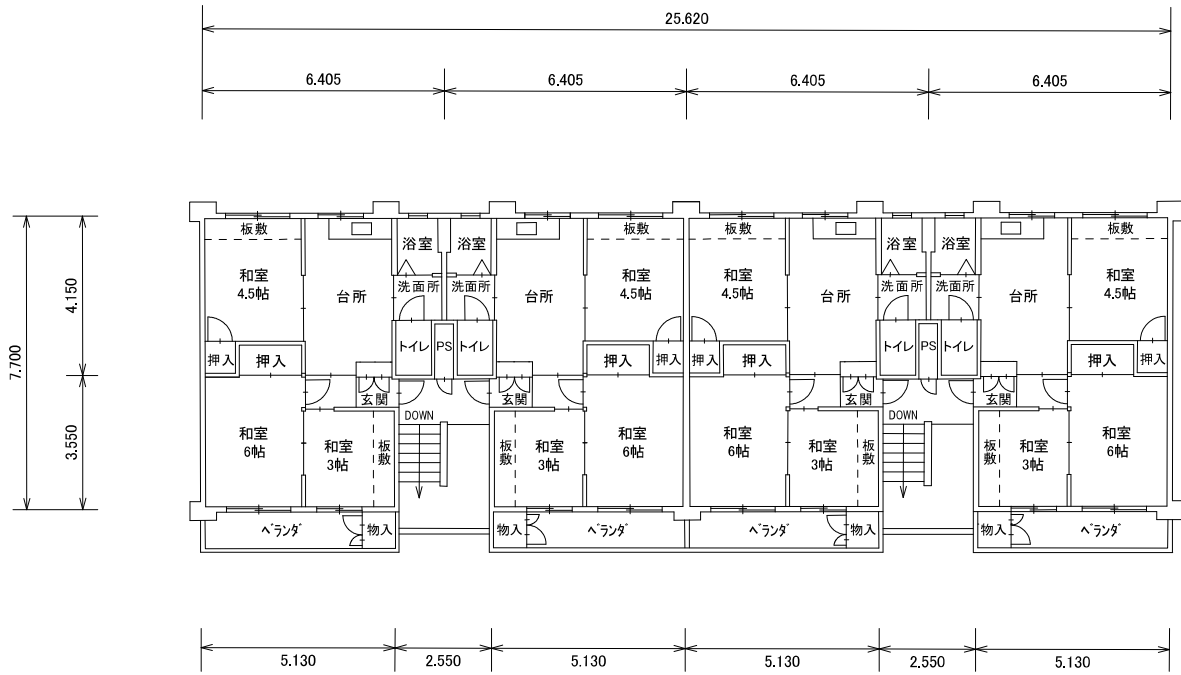 25.620
6.405 6.405 6.405 6.405
7.700
4.150
3.550
板敷 浴室 浴室 板敷 板敷 浴室 浴室 板敷
和室 4.5帖 台所 洗面所 洗面所 台所 和室 4.5帖 和室 4.5帖 台所 洗面所 洗面所 台所 和室 4.5帖
押入 押入 トイレ PS トイレ 押入 押入 押入 押入 トイレ PS トイレ 押入 押入
玄関 DOWN 玄関 玄関 DOWN 玄関
和室 6帖 和室 3帖 板敷 板敷 和室 3帖 和室 6帖 和室 6帖 和室 3帖 板敷 板敷 和室 3帖 和室 6帖
ベランダ 物入 物入 ベランダ ベランダ 物入 物入 ベランダ
5.130 2.550 5.130 5.130 2.550 5.130